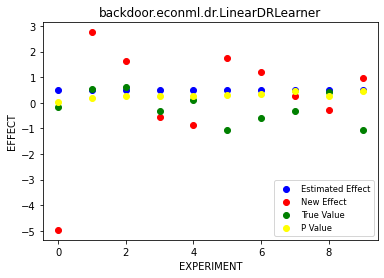 backdoor.econml.dr.LinearDRLearner
3
2
1
0
−1
−2
−3
−4
−5
EFFECT
Estimated Effect
New Effect
True Value
P Value
0 2 4 6 8
EXPERIMENT